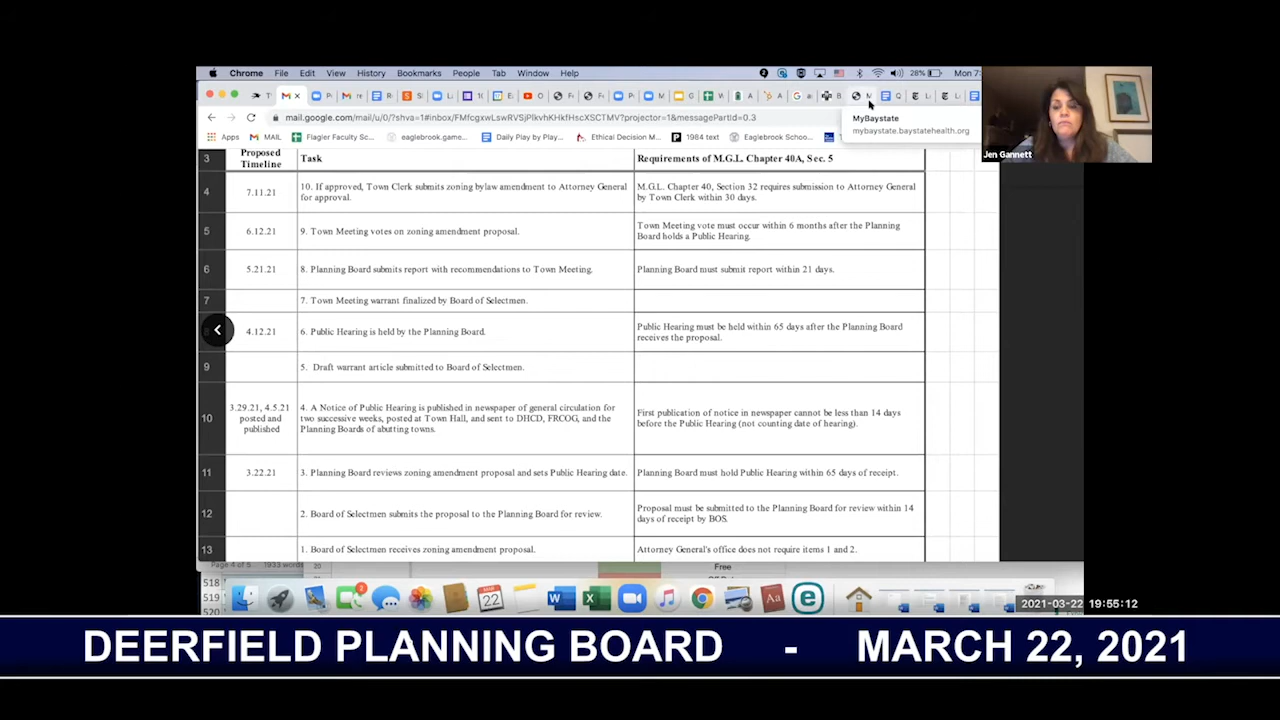 Chrome File Edit View History Bookmarks People Tab Window Help 28% Mon 7:
mail.google.com/mail/u/0/?shva=1#inbox/FMfcgxwLswRVSjPlkvhHkfHscXSCTMV?projector=1&messagePartId=0.3
MyBaystate
mybaystate.baystatehealth.org
Apps MAIL Flagler Faculty Sc... eaglebrook.com Daily Play by Play... Ethical Decision M... 1984 text Eaglebrook Schoo...
Jen Gannett
3 Proposed Timeline Task Requirements of M.G.L. Chapter 40A, Sec. 5
4 7.11.21 10. If approved, Town Clerk submits zoning bylaw amendment to Attorney General
for approval.
M.G.L. Chapter 40, Section 32 requires submission to Attorney General
by Town Clerk within 30 days.
5 6.12.21 9. Town Meeting votes on zoning amendment proposal.
Town Meeting vote must occur within 6 months after the Planning
Board holds a Public Hearing.
6 5.21.21 8. Planning Board submits report with recommendations to Town Meeting. Planning Board must submit report within 21 days.
7 7. Town Meeting warrant finalized by Board of Selectmen.
4.12.21 6. Public Hearing is held by the Planning Board.
Public Hearing must be held within 65 days after the Planning Board
receives the proposal.
9 5. Draft warrant article submitted to Board of Selectmen.
10
3.29.21, 4.5.21
posted and
published
4. A Notice of Public Hearing is published in newspaper of general circulation for
two successive weeks, posted at Town Hall, and sent to DHCD, FRCOG, and the
Planning Boards of abutting towns.
First publication of notice in newspaper cannot be less than 14 days
before the Public Hearing (not counting date of hearing).
11 3.22.21 3. Planning Board reviews zoning amendment proposal and sets Public Hearing date. Planning Board must hold Public Hearing within 65 days of receipt.
12 2. Board of Selectmen submits the proposal to the Planning Board for review.
Proposal must be submitted to the Planning Board for review within 14
days of receipt by BOS.
13 1. Board of Selectmen receives zoning amendment proposal. Attorney General's office does not require items 1 and 2.
Page 4 of 5 1933 words 20 Free
518
519
520
2021-03-22 19:55:12
DEERFIELD PLANNING BOARD - MARCH 22, 2021